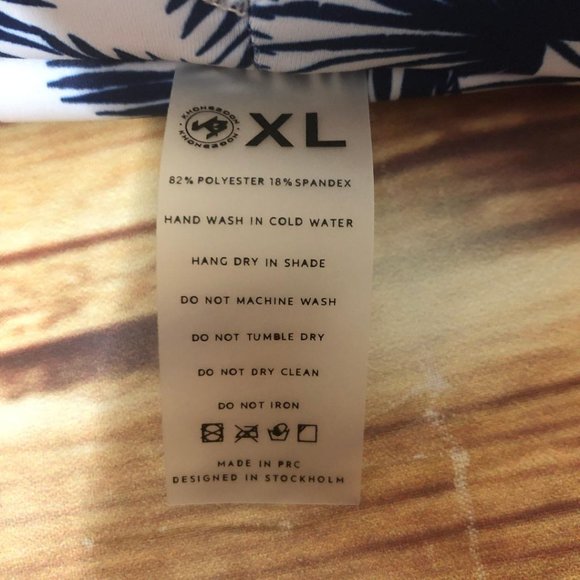 XL
82% POLYESTER 18% SPANDEX
HAND WASH IN COLD WATER
HANG DRY IN SHADE
DO NOT MACHINE WASH
DO NOT TUMBLE DRY
DO NOT DRY CLEAN
DO NOT IRON
MADE IN PRC
DESIGNED IN STOCKHOLM